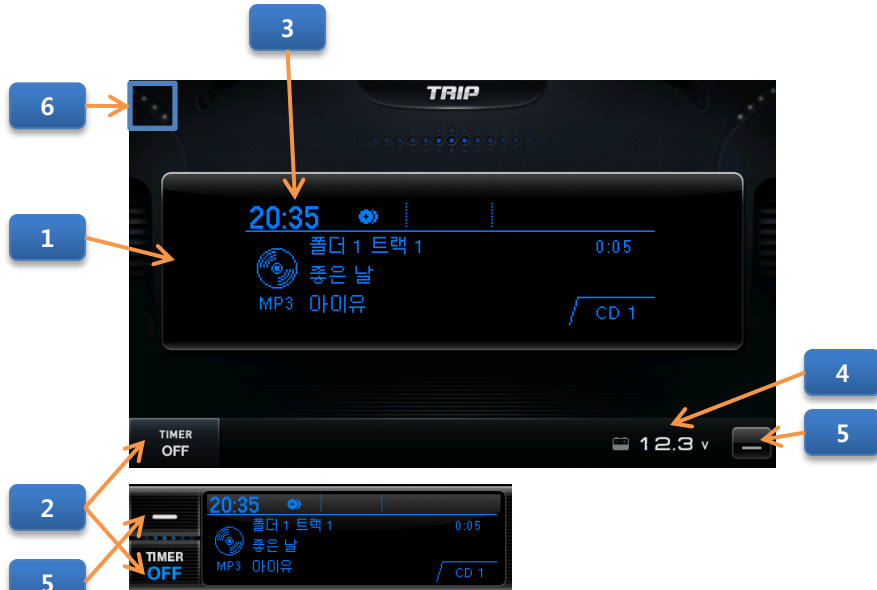 3
TRIP
6
20:35
1
폴더 1 트랙 1 0:05
좋은 날
MP3 아이유
CD 1
4
TIMER
OFF
12.3 v
5
2
20:35
폴더 1 트랙 1 0:05
좋은 날
MP3 아이유
CD 1
TIMER
OFF
5